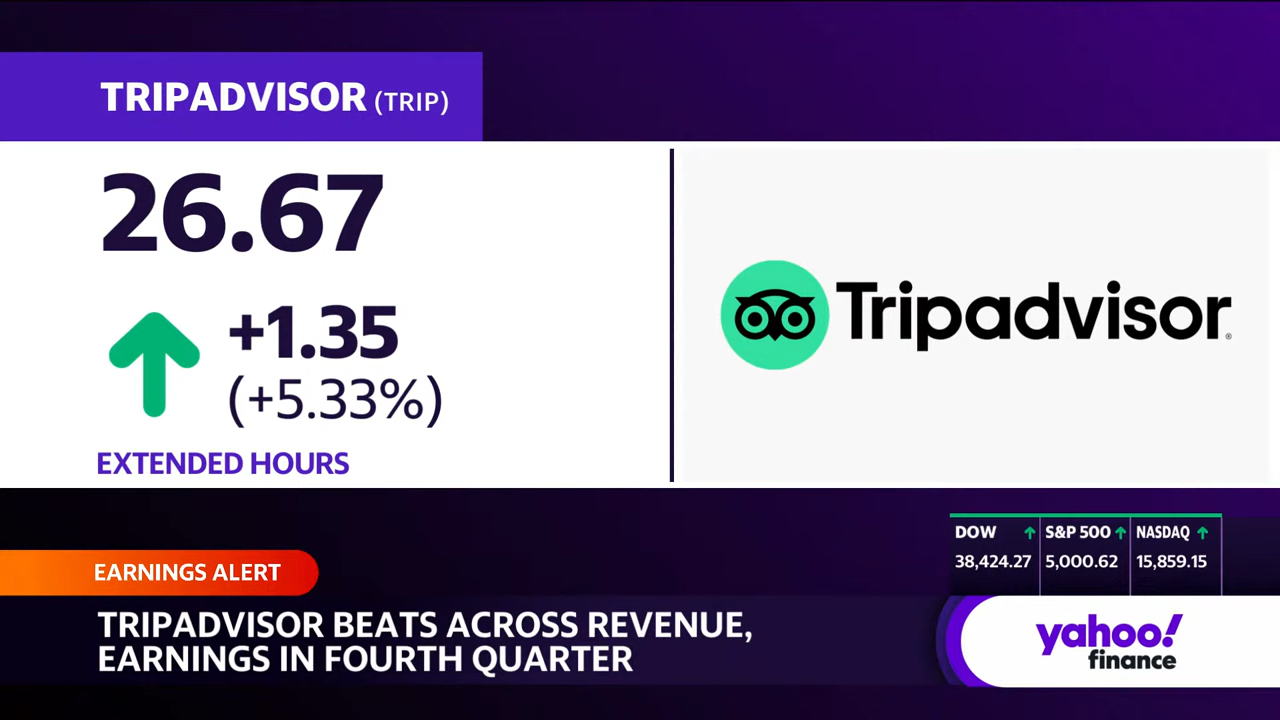 TRIPADVISOR (TRIP)
26.67
+1.35
(+5.33%)
EXTENDED HOURS
Tripadvisor®
DOW
38,424.27
S&P 500
5,000.62
NASDAQ
15,859.15
EARNINGS ALERT
TRIPADVISOR BEATS ACROSS REVENUE,
EARNINGS IN FOURTH QUARTER
yahoo!
finance